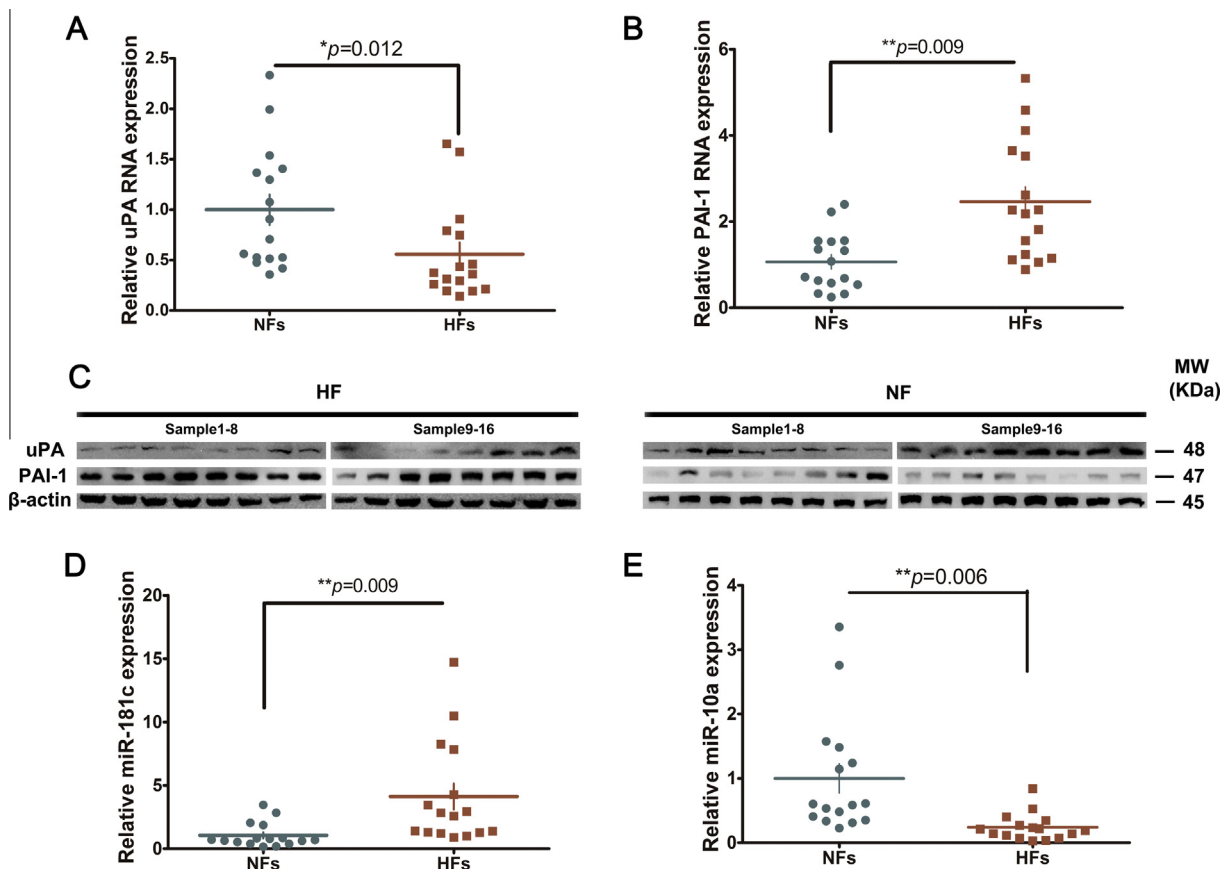 A
*p=0.012
Relative uPA RNA expression
2.5
2.0
1.5
1.0
0.5
0.0
NFs
HFs
B
**p=0.009
Relative PAI-1 RNA expression
6
4
2
0
NFs
HFs
C
HF
NF
MW
(KDa)
Sample1-8
Sample9-16
Sample1-8
Sample9-16
uPA
48
PAI-1
47
β-actin
45
D
**p=0.009
Relative miR-181c expression
20
15
10
5
0
NFs
HFs
E
**p=0.006
Relative miR-10a expression
4
3
2
1
0
NFs
HFs